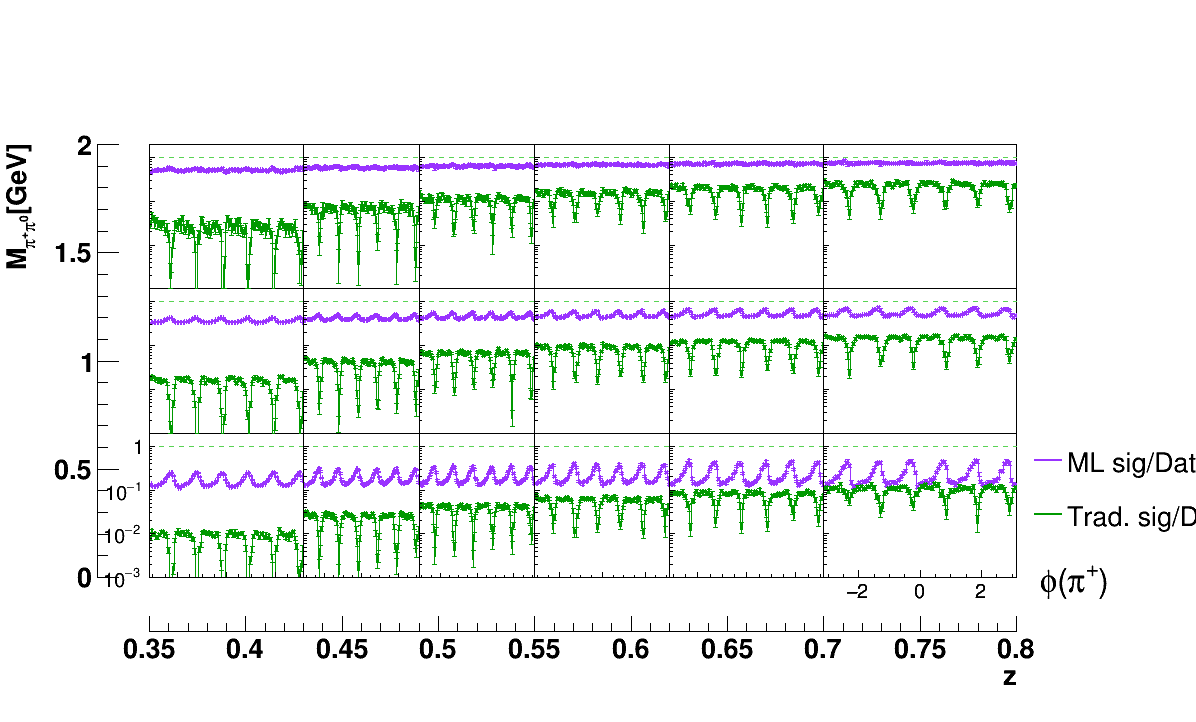 M_{π⁺π⁰}[GeV]
2
1.5
1
0.5
0
1
10⁻¹
10⁻²
10⁻³
ML sig/Dat
Trad. sig/D
−2 0 2
ϕ(π⁺)
0.35 0.4 0.45 0.5 0.55 0.6 0.65 0.7 0.75 0.8
z